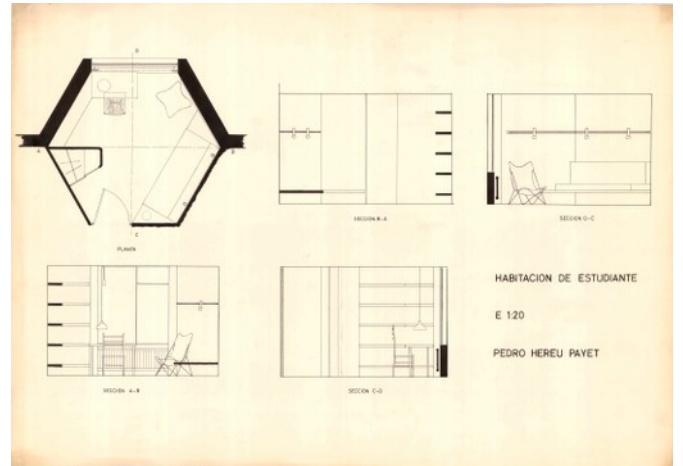 D
A
B
C
PLANTA
SECCION B-A
SECCION D-C
SECCION A-B
SECCION C-D
HABITACION DE ESTUDIANTE
E 1:20
PEDRO HEREU PAYET